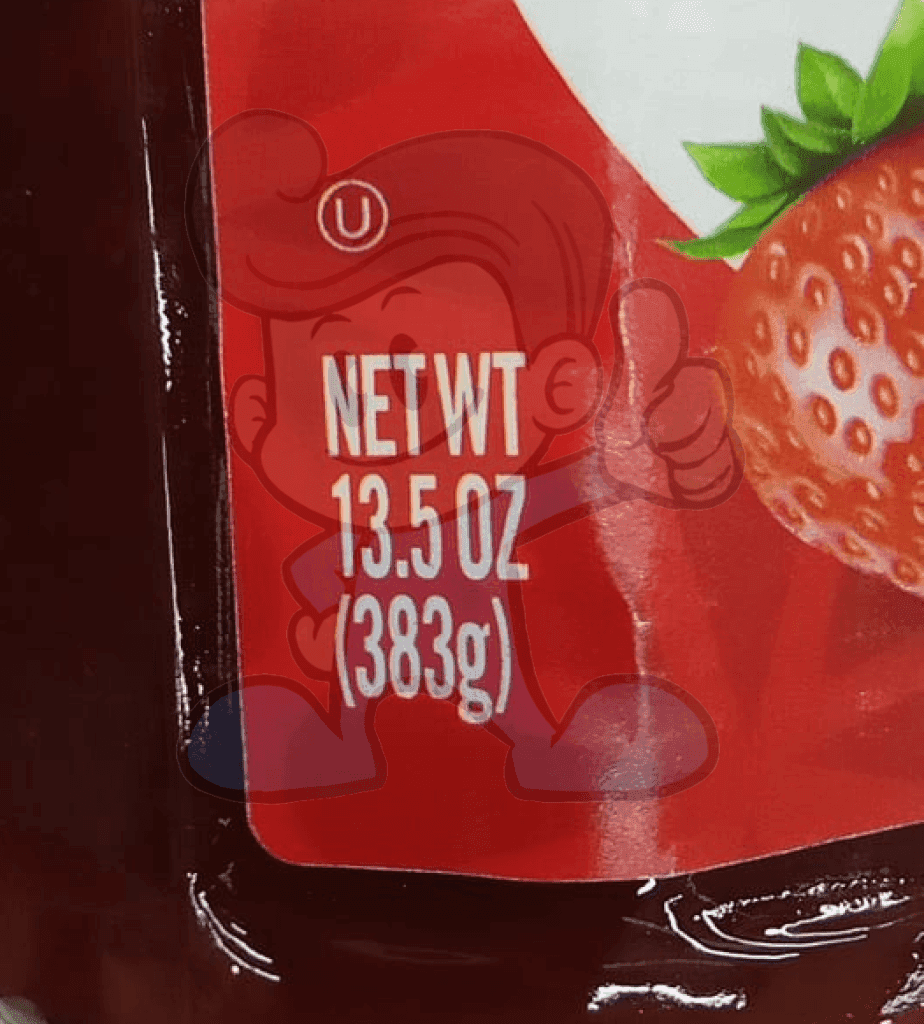 U
NET WT
13.5 OZ
(383g)